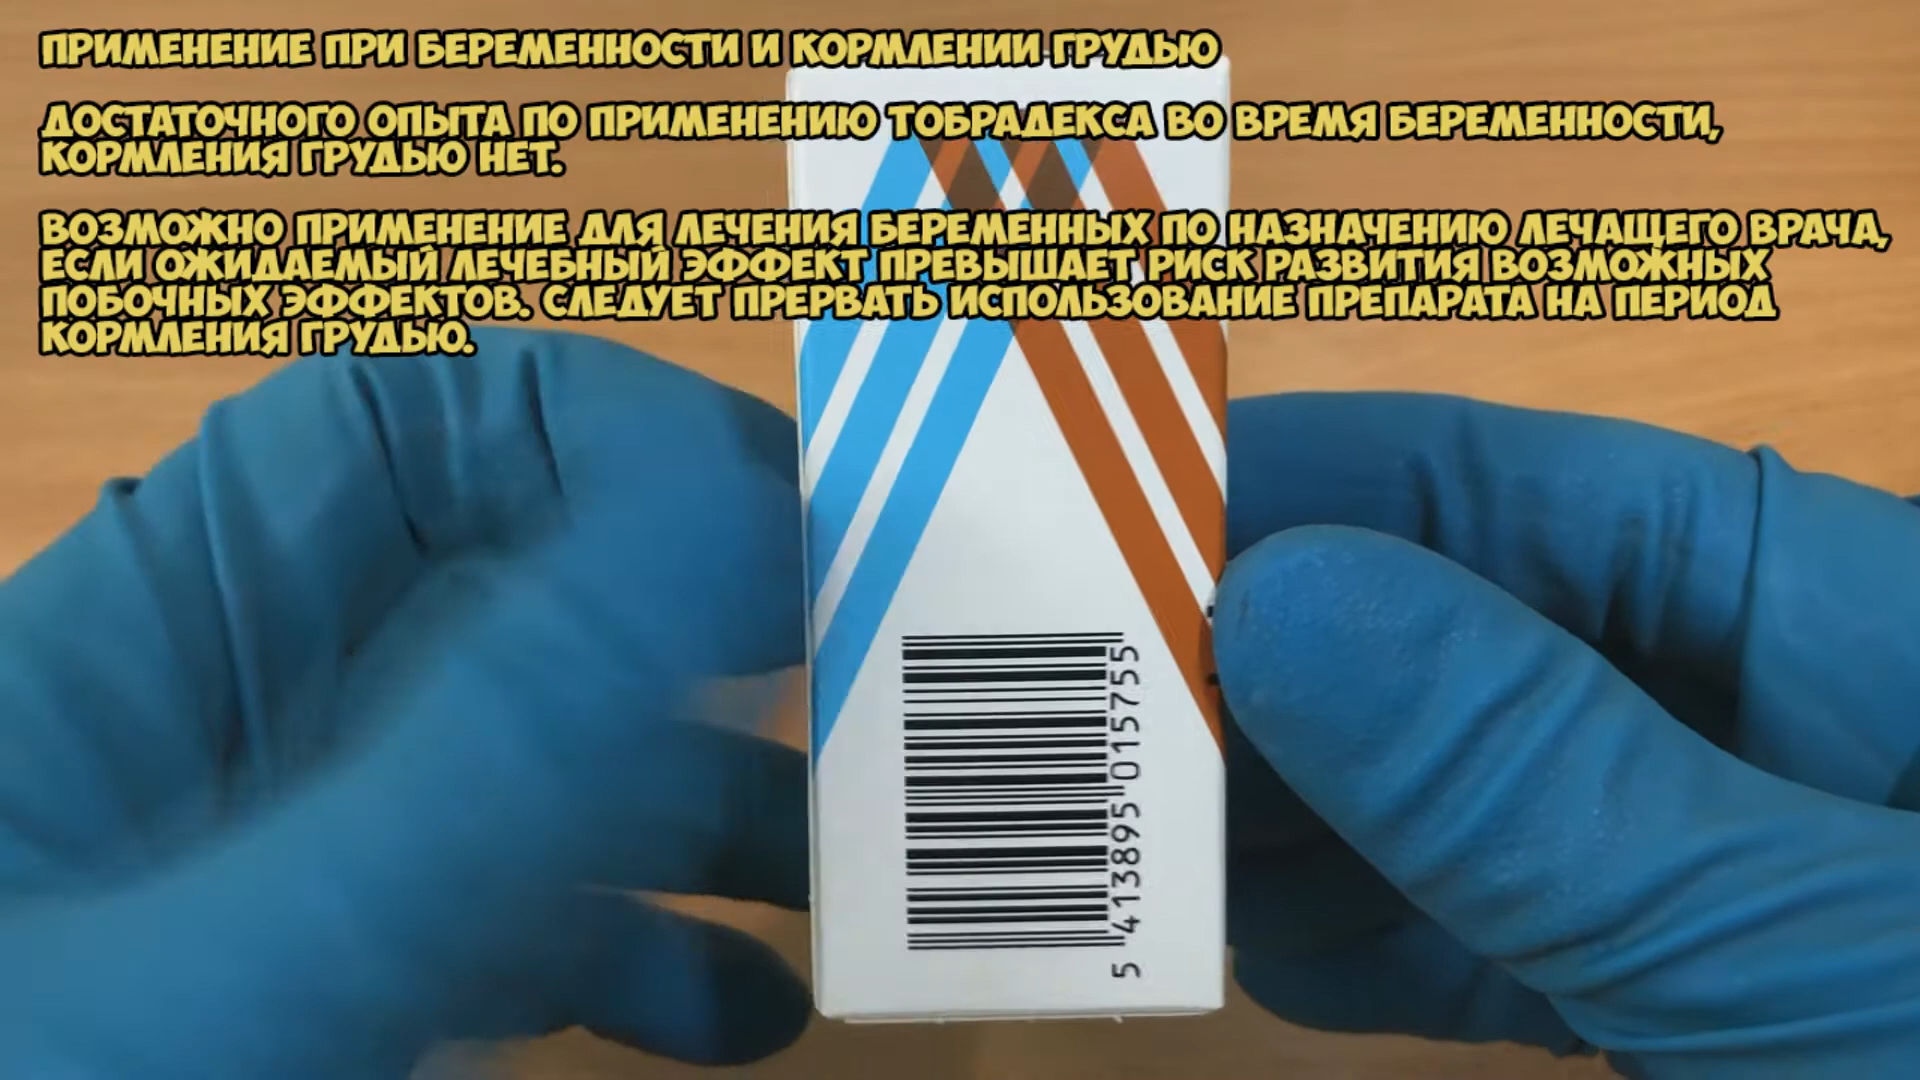 ПРИМЕНЕНИЕ ПРИ БЕРЕМЕННОСТИ И КОРМЛЕНИИ ГРУДЬЮ
ДОСТАТОЧНОГО ОПЫТА ПО ПРИМЕНЕНИЮ ТОБРАДЕКСА ВО ВРЕМЯ БЕРЕМЕННОСТИ,
КОРМЛЕНИЯ ГРУДЬЮ НЕТ.
ВОЗМОЖНО ПРИМЕНЕНИЕ ДЛЯ ЛЕЧЕНИЯ БЕРЕМЕННЫХ ПО НАЗНАЧЕНИЮ ЛЕЧАЩЕГО ВРАЧА,
ЕСЛИ ОЖИДАЕМЫЙ ЛЕЧЕБНЫЙ ЭФФЕКТ ПРЕВЫШАЕТ РИСК РАЗВИТИЯ ВОЗМОЖНЫХ
ПОБОЧНЫХ ЭФФЕКТОВ. СЛЕДУЕТ ПРЕРВАТЬ ИСПОЛЬЗОВАНИЕ ПРЕПАРАТА НА ПЕРИОД
КОРМЛЕНИЯ ГРУДЬЮ.
5 413895 015755